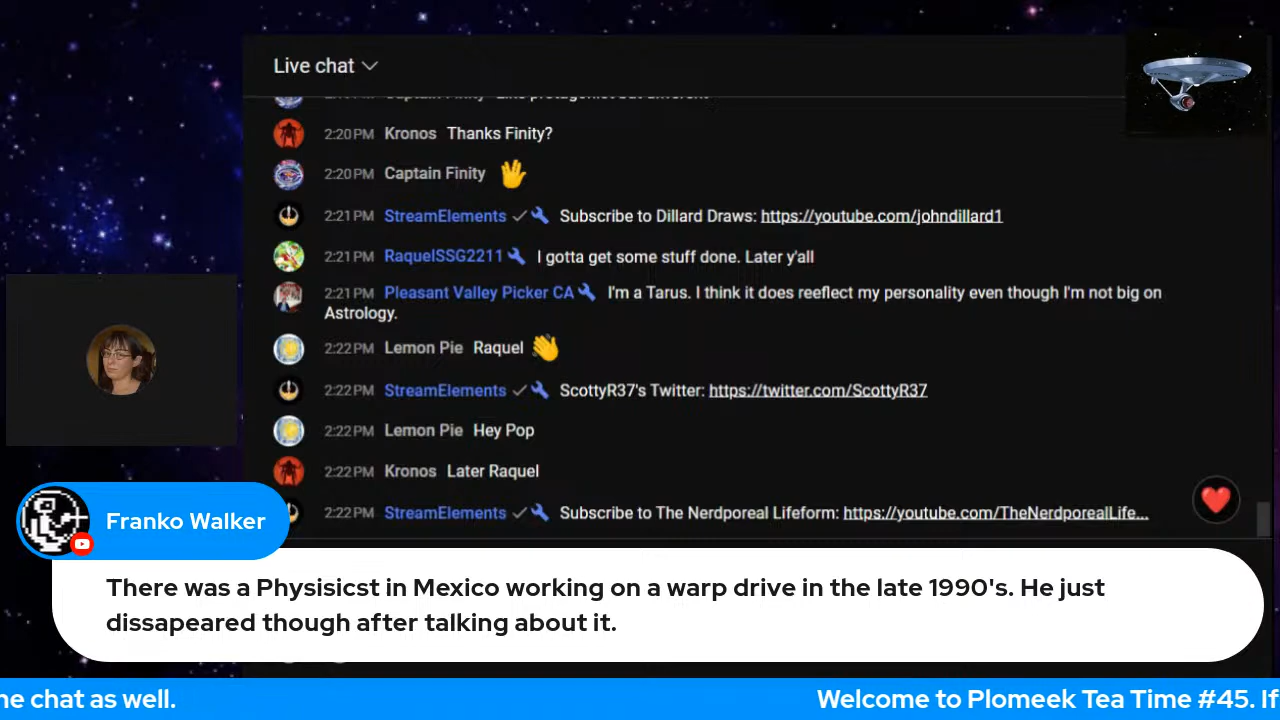 Live chat
Captain Finity
2:20 PM Kronos Thanks Finity?
2:20 PM Captain Finity 🖖
2:21 PM StreamElements Subscribe to Dillard Draws: https://youtube.com/johndillard1
2:21 PM RaquelSSG2211 I gotta get some stuff done. Later y'all
2:21 PM Pleasant Valley Picker CA I'm a Tarus. I think it does reeflect my personality even though I'm not big on
Astrology.
2:22 PM Lemon Pie Raquel 👋
2:22 PM StreamElements ScottyR37's Twitter: https://twitter.com/ScottyR37
2:22 PM Lemon Pie Hey Pop
2:22 PM Kronos Later Raquel
2:22 PM StreamElements Subscribe to The Nerdporeal Lifeform: https://youtube.com/TheNerdporealLife...
Franko Walker
There was a Physisicst in Mexico working on a warp drive in the late 1990's. He just
dissapeared though after talking about it.
he chat as well. Welcome to Plomeek Tea Time #45. If